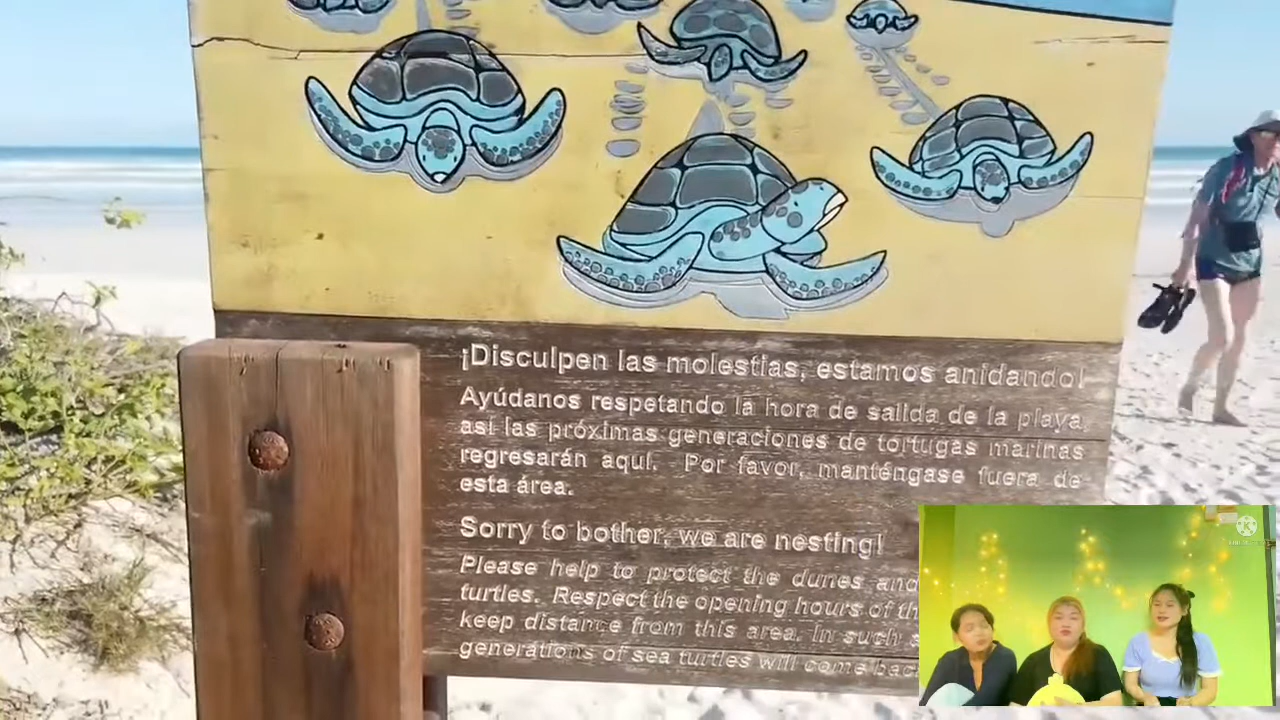 ¡Disculpen las molestias, estamos anidando!
Ayúdanos respetando la hora de salida de la playa,
así las próximas generaciones de tortugas marinas
regresarán aquí. Por favor, manténgase fuera de
esta área.
Sorry to bother, we are nesting!
Please help to protect the dunes and
turtles. Respect the opening hours of th
keep distance from this area. In such
generations of sea turtles will come back